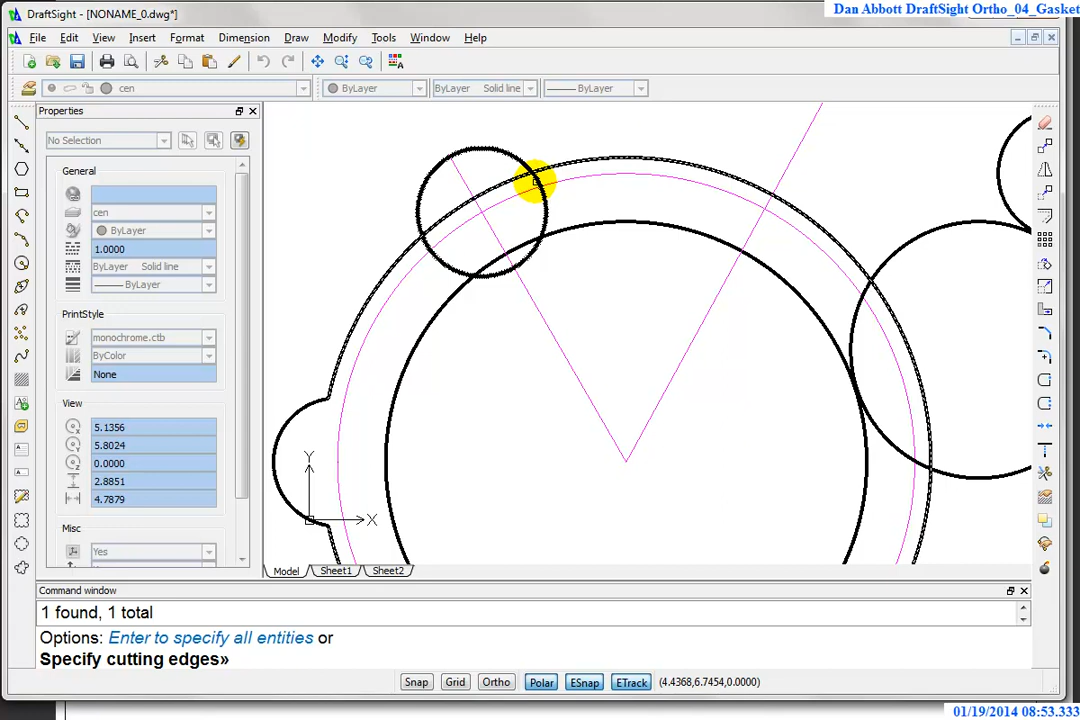 Dan Abbott DraftSight Ortho_04_Gasket
DraftSight - [NONAME_0.dwg*]
File Edit View Insert Format Dimension Draw Modify Tools Window Help
cen ByLayer ByLayer Solid line ByLayer
Properties
No Selection
General
cen
ByLayer
1.0000
ByLayer Solid line
ByLayer
PrintStyle
monochrome.ctb
ByColor
None
View
5.1356
5.8024
0.0000
2.8851
4.7879
Misc
Yes
Y
X
Model Sheet1 Sheet2
Command window
1 found, 1 total
Options: Enter to specify all entities or
Specify cutting edges»
Snap Grid Ortho Polar ESnap ETrack (4.4368,6.7454,0.0000)
01/19/2014 08:53.333